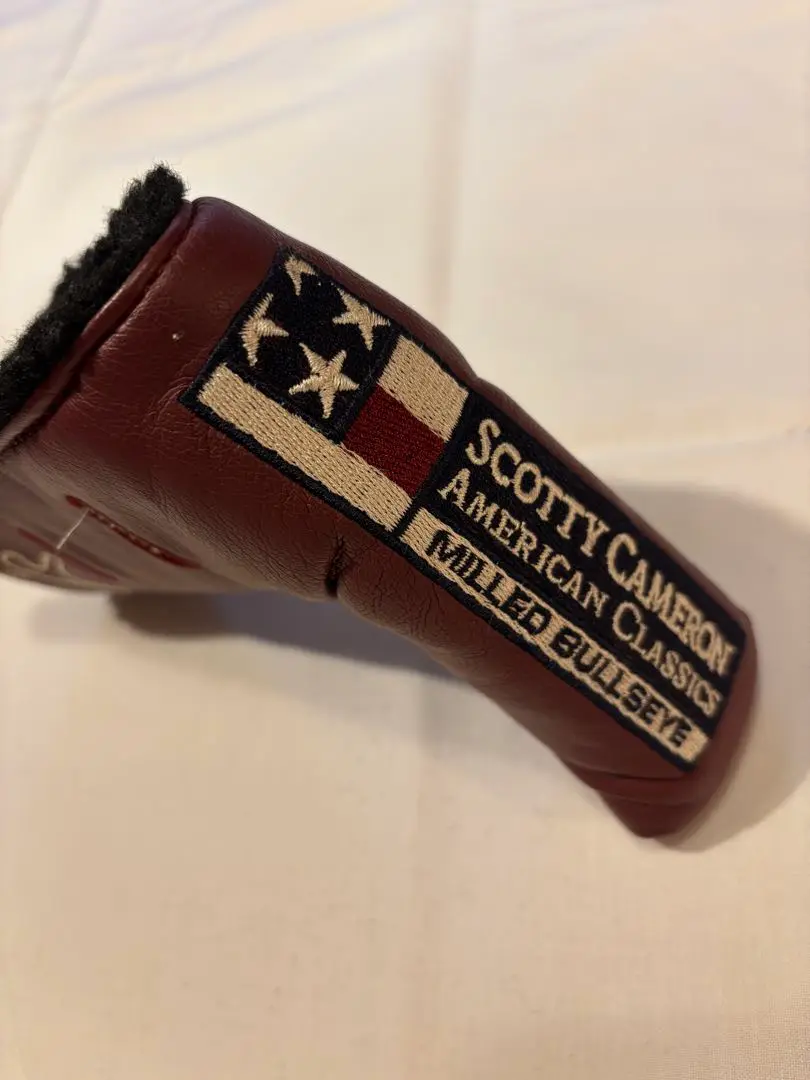 SCOTTY CAMERON
AMERICAN CLASSICS
MILLED BULLSEYE